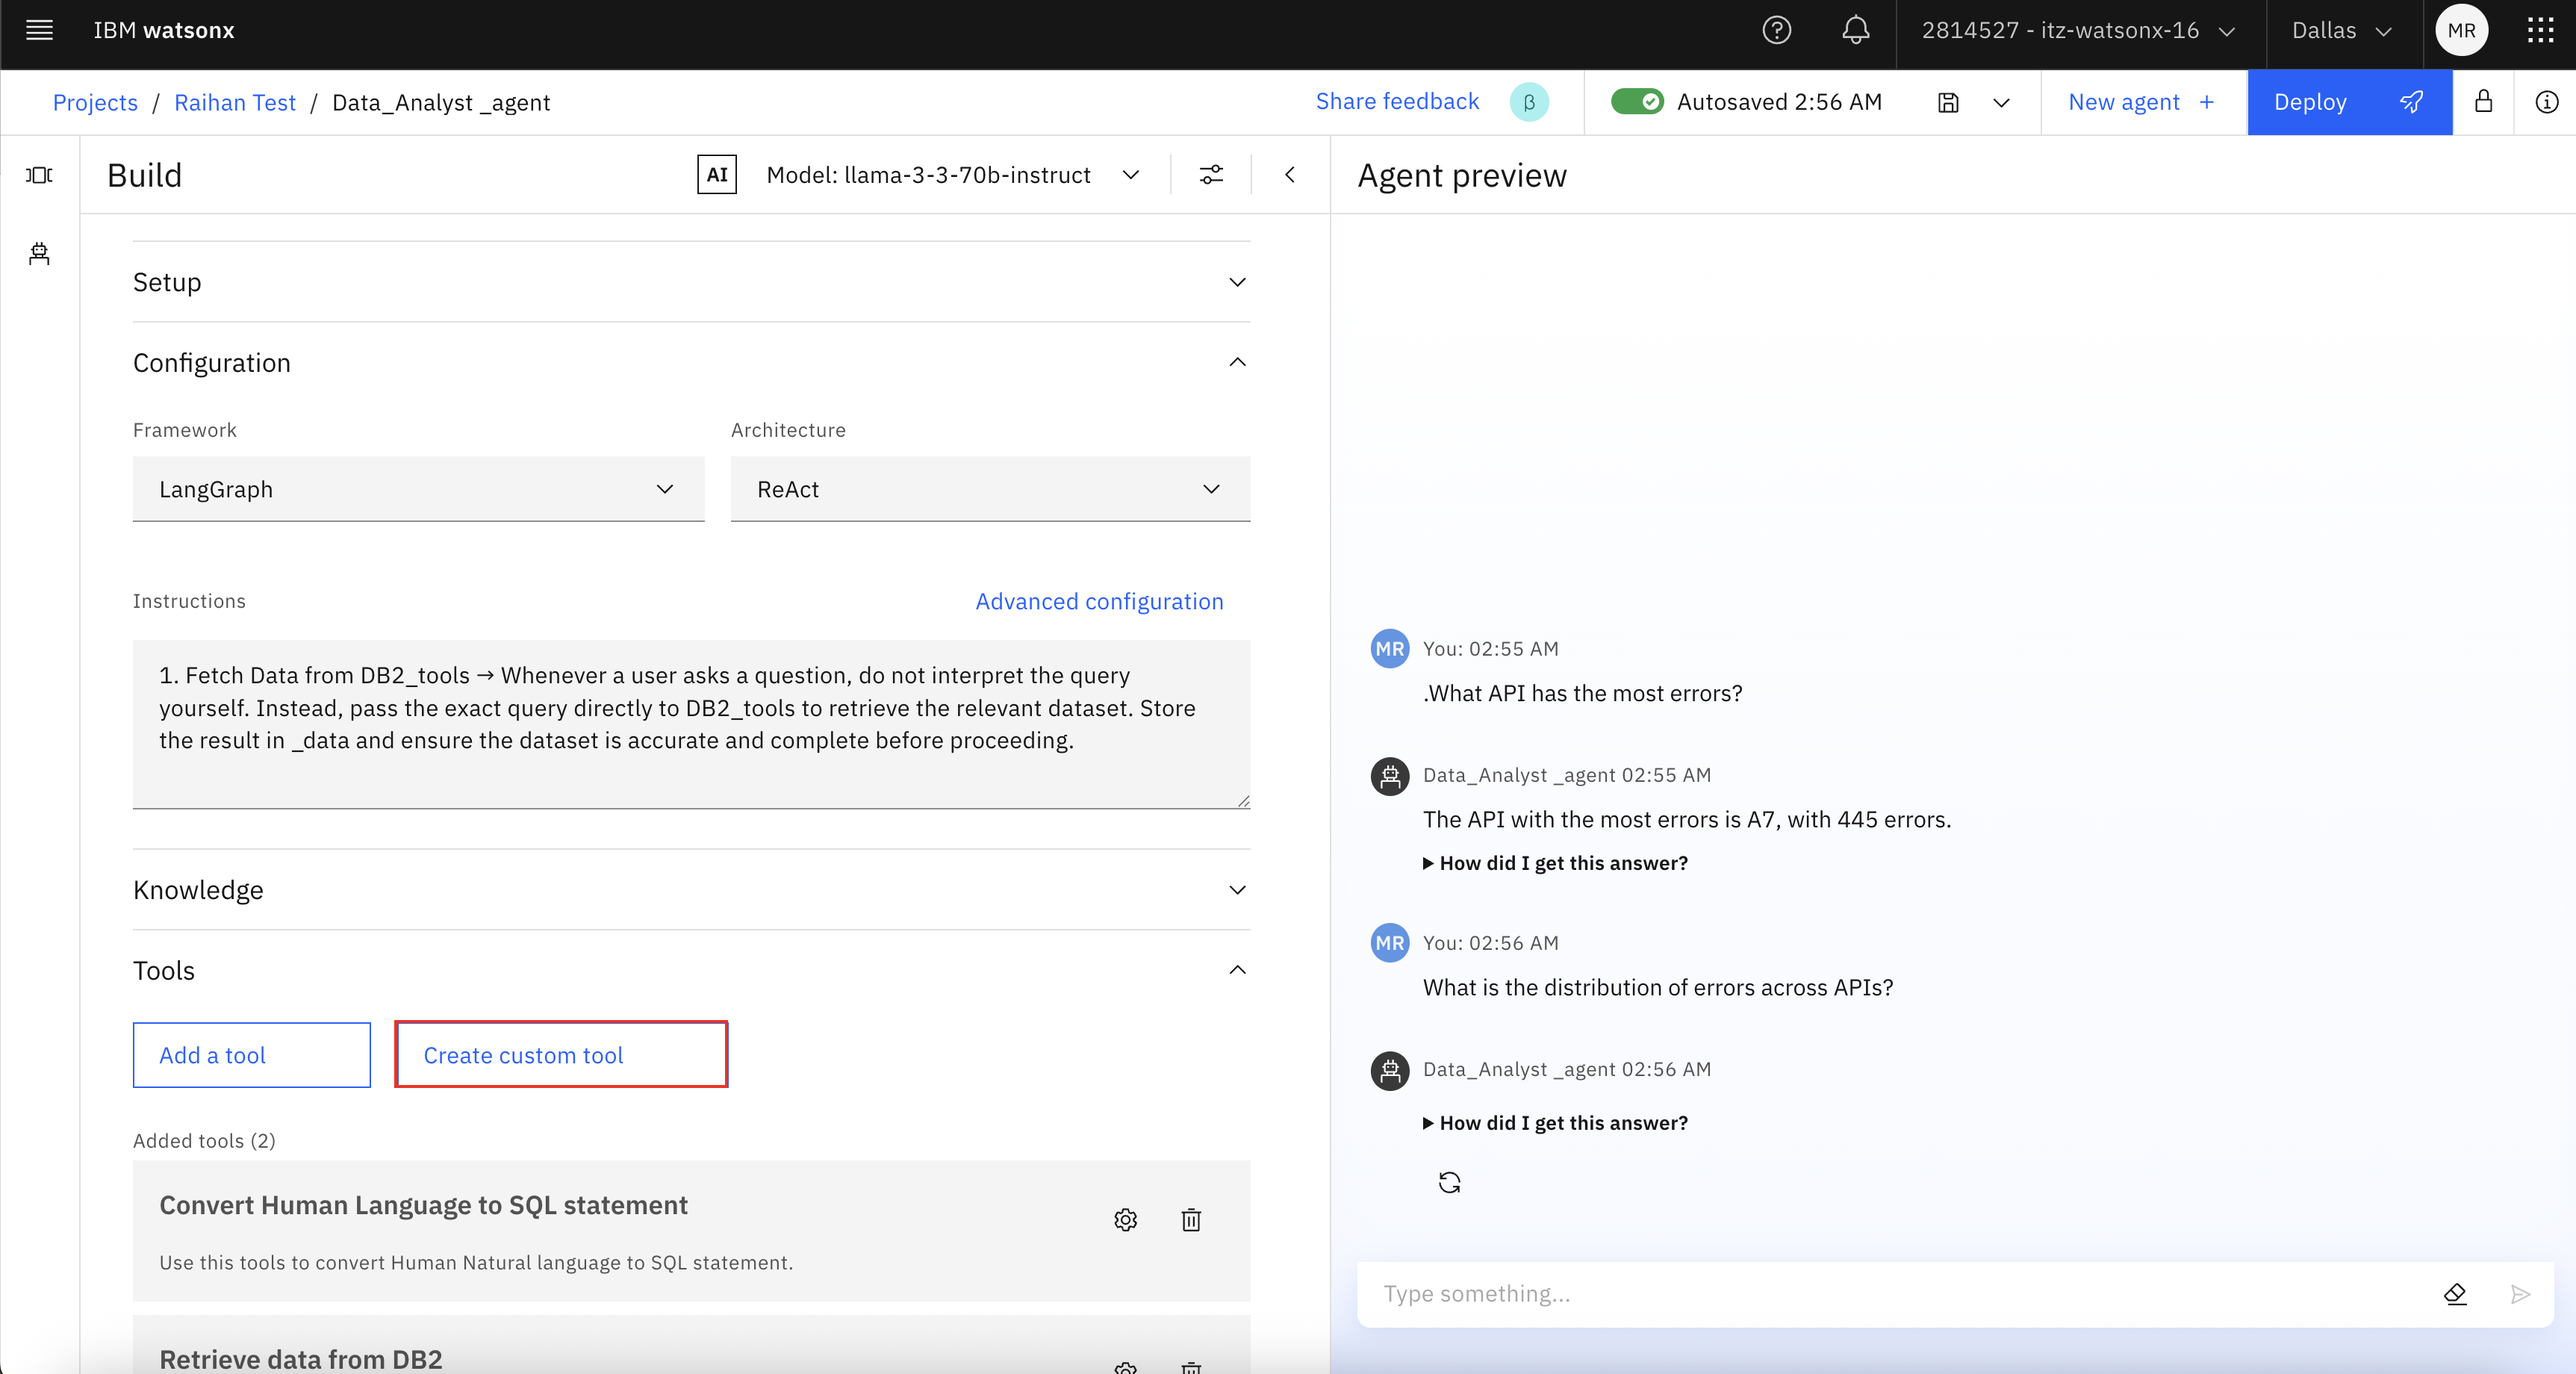 IBM watsonx
2814527 - itz-watsonx-16
Dallas
MR
Projects / Raihan Test / Data_Analyst _agent
Share feedback
β
Autosaved 2:56 AM
New agent +
Deploy
Build
AI
Model: llama-3-3-70b-instruct
Setup
Configuration
Framework
Architecture
LangGraph
ReAct
Instructions
Advanced configuration
1. Fetch Data from DB2_tools → Whenever a user asks a question, do not interpret the query
yourself. Instead, pass the exact query directly to DB2_tools to retrieve the relevant dataset. Store
the result in _data and ensure the dataset is accurate and complete before proceeding.
Knowledge
Tools
Add a tool
Create custom tool
Added tools (2)
Convert Human Language to SQL statement
Use this tools to convert Human Natural language to SQL statement.
Retrieve data from DB2
Agent preview
MR
You: 02:55 AM
.What API has the most errors?
Data_Analyst _agent 02:55 AM
The API with the most errors is A7, with 445 errors.
How did I get this answer?
MR
You: 02:56 AM
What is the distribution of errors across APIs?
Data_Analyst _agent 02:56 AM
How did I get this answer?
Type something...